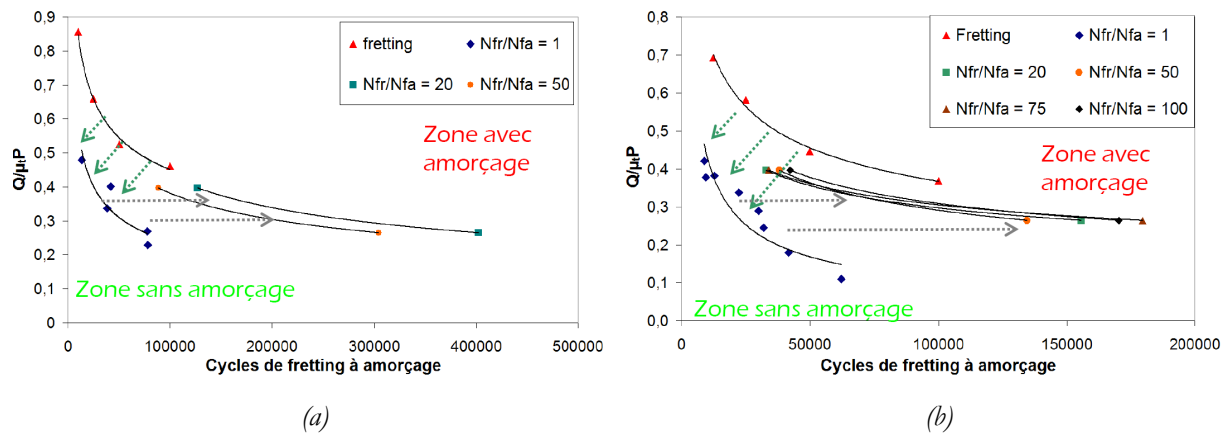 0,9
0,8
0,7
0,6
0,5
0,4
0,3
0,2
0,1
0
Q/μtP
fretting
Nfr/Nfa = 1
Nfr/Nfa = 20
Nfr/Nfa = 50
Zone avec
amorçage
Zone sans amorçage
0 100000 200000 300000 400000 500000
Cycles de fretting à amorçage
(a)
0,8
0,7
0,6
0,5
0,4
0,3
0,2
0,1
0,0
Q/μtP
Fretting
Nfr/Nfa = 1
Nfr/Nfa = 20
Nfr/Nfa = 50
Nfr/Nfa = 75
Nfr/Nfa = 100
Zone avec
amorçage
Zone sans amorçage
0 50000 100000 150000 200000
Cycles de fretting à amorçage
(b)